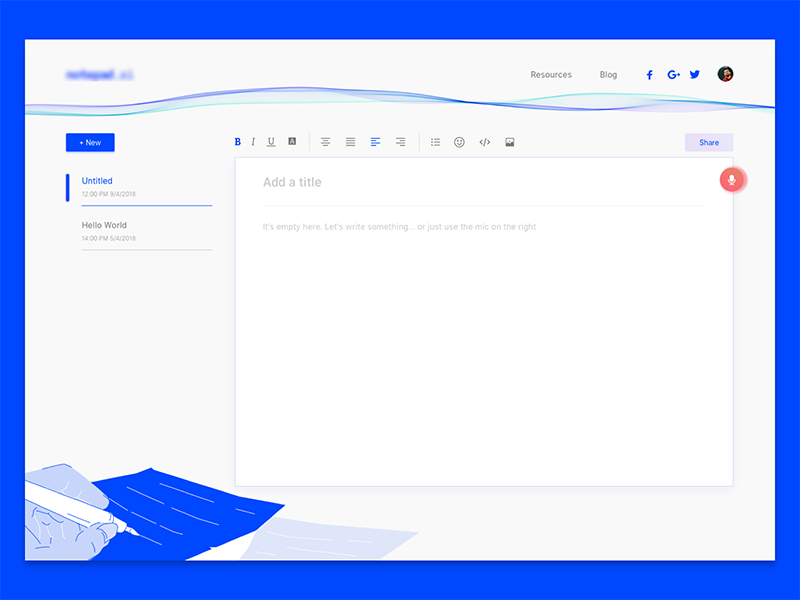 Resources Blog
+ New
B I U A
Share
Untitled
12:00 PM 9/4/2018
Hello World
14:00 PM 5/4/2018
Add a title
It's empty here. Let's write something... or just use the mic on the right